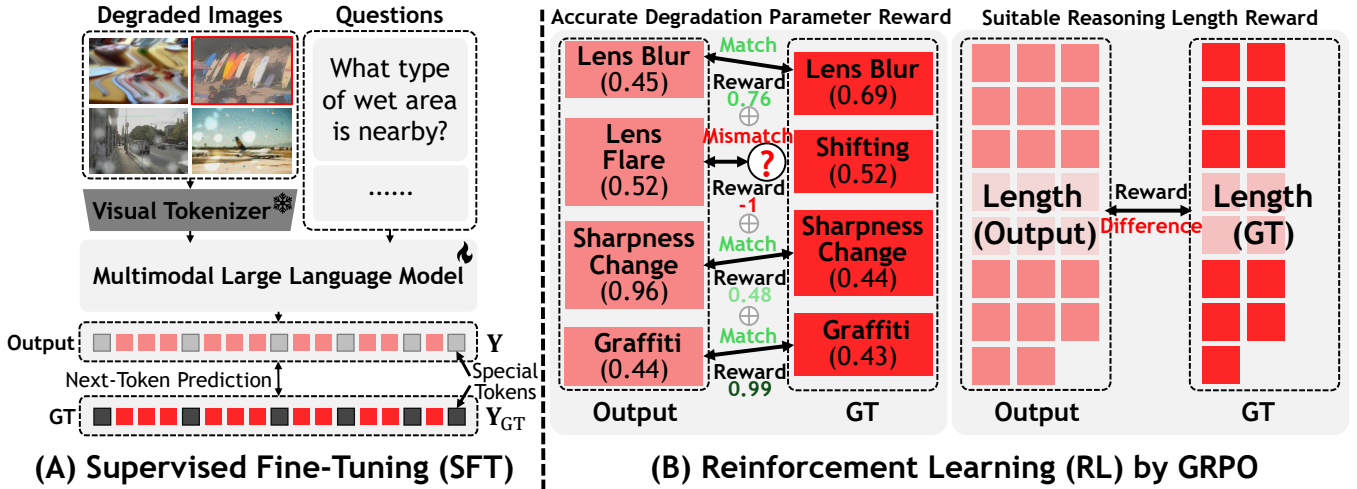 Degraded Images
Questions
What type
of wet area
is nearby?
......
Visual Tokenizer
Multimodal Large Language Model
Output
Y
Next-Token Prediction
Special
Tokens
GT
Y_GT
(A) Supervised Fine-Tuning (SFT)
Accurate Degradation Parameter Reward
Lens Blur
(0.45)
Match
Reward
0.76
Lens Blur
(0.69)
Lens
Flare
(0.52)
Mismatch
?
Reward
-1
Shifting
(0.52)
Sharpness
Change
(0.96)
Match
Reward
0.48
Sharpness
Change
(0.44)
Graffiti
(0.44)
Match
Reward
0.99
Graffiti
(0.43)
Output
GT
Suitable Reasoning Length Reward
Length
(Output)
Reward
Difference
Length
(GT)
Output
GT
(B) Reinforcement Learning (RL) by GRPO